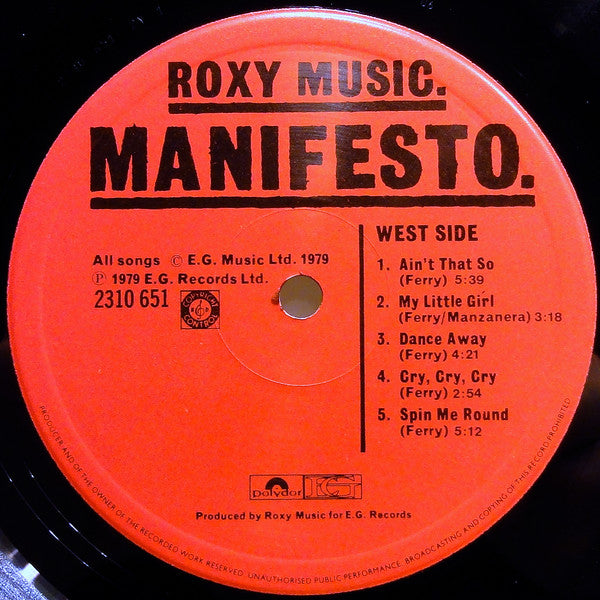 ROXY MUSIC.
MANIFESTO.
All songs © E.G. Music Ltd. 1979
℗ 1979 E.G. Records Ltd.
2310 651
COPYRIGHT
CONTROL
WEST SIDE
1. Ain't That So
(Ferry) 5:39
2. My Little Girl
(Ferry/Manzanera) 3:18
3. Dance Away
(Ferry) 4:21
4. Cry, Cry, Cry
(Ferry) 2:54
5. Spin Me Round
(Ferry) 5:12
polydor
EG
Produced by Roxy Music for E.G. Records
PRODUCER AND OF THE OWNER OF THE RECORDED WORK RESERVED. UNAUTHORISED PUBLIC PERFORMANCE, BROADCASTING AND COPYING OF THIS RECORD PROHIBITED